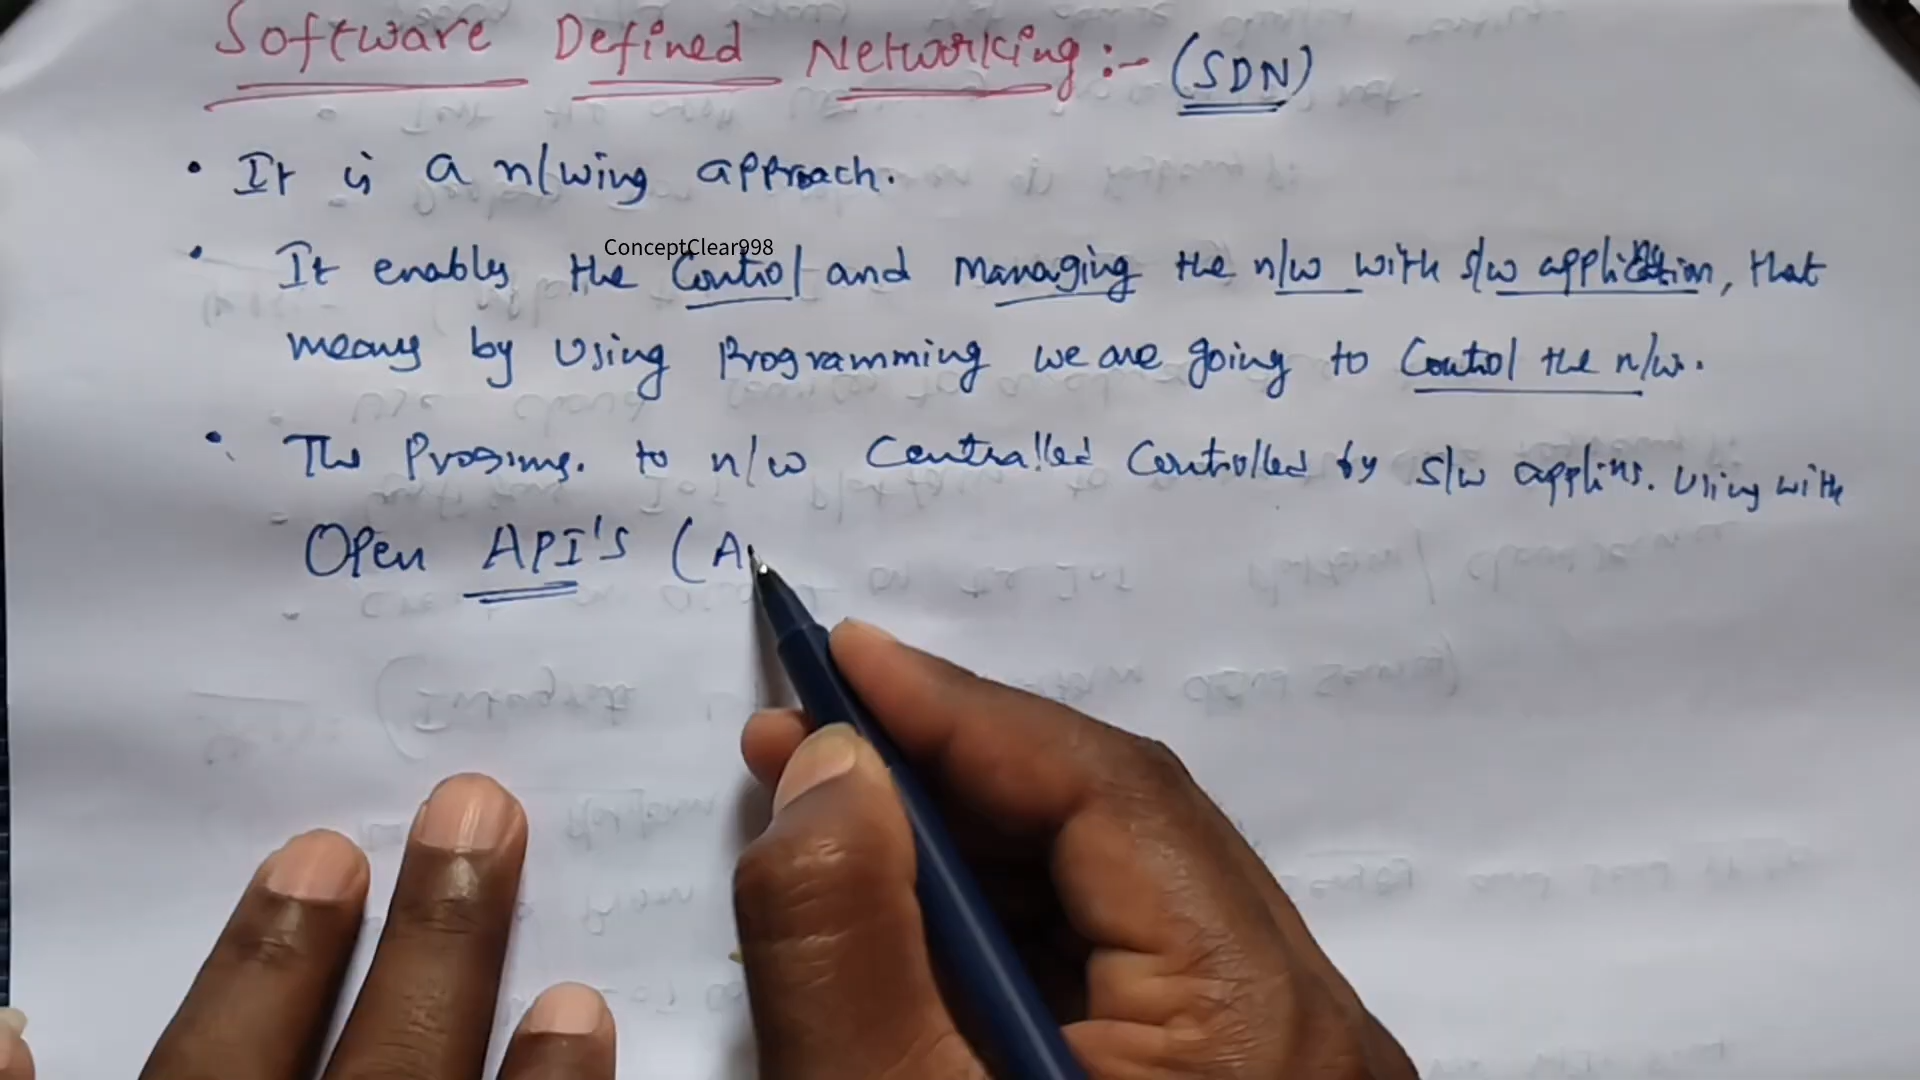 Software Defined Networking:- (SDN)
• It is a n/wing approach.
ConceptClear998
• It enables the Control and Managing the n/w with s/w application, that
means by using Programming we are going to Control the n/w.
• The Progrmg. to n/w Centralled Controlled by s/w applins. Using with
Open API's (A